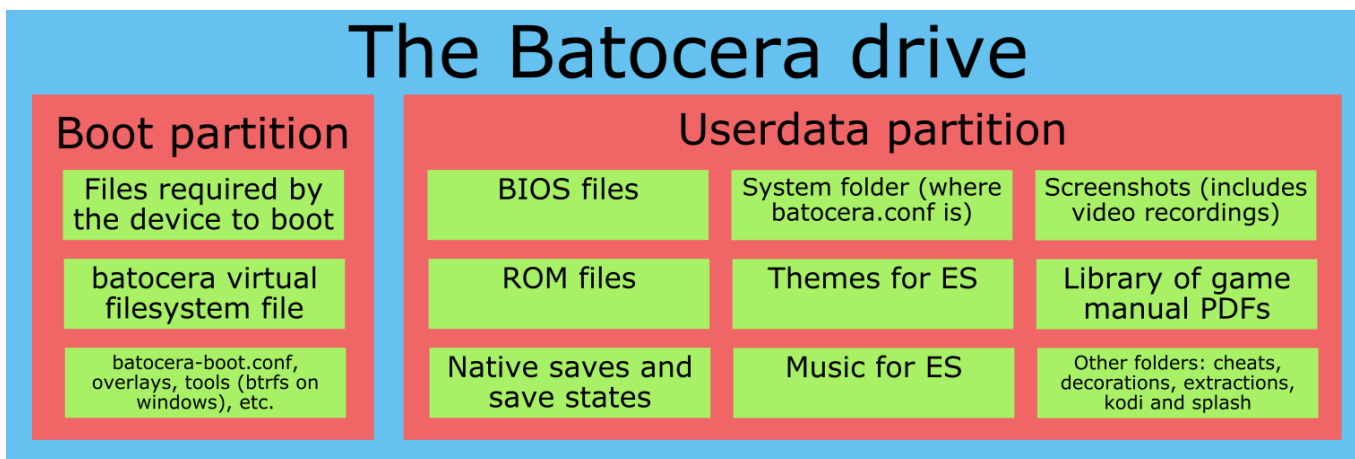 The Batocera drive
Boot partition
Files required by
the device to boot
batocera virtual
filesystem file
batocera-boot.conf,
overlays, tools (btrfs on
windows), etc.
Userdata partition
BIOS files
System folder (where
batocera.conf is)
Screenshots (includes
video recordings)
ROM files
Themes for ES
Library of game
manual PDFs
Native saves and
save states
Music for ES
Other folders: cheats,
decorations, extractions,
kodi and splash